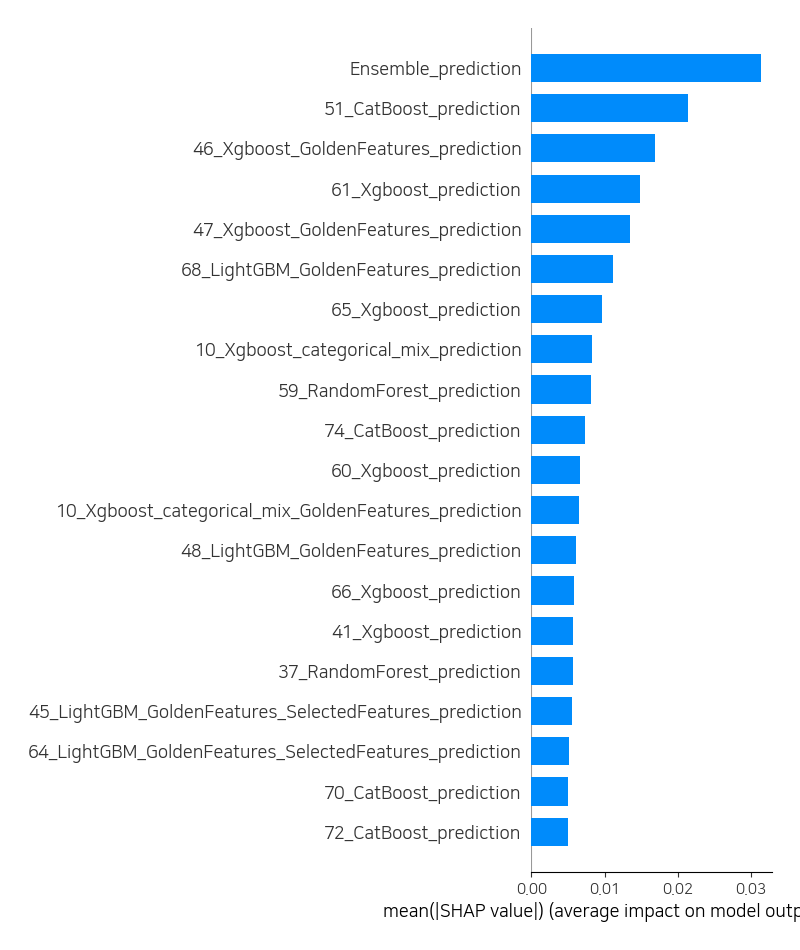 Ensemble_prediction
51_CatBoost_prediction
46_Xgboost_GoldenFeatures_prediction
61_Xgboost_prediction
47_Xgboost_GoldenFeatures_prediction
68_LightGBM_GoldenFeatures_prediction
65_Xgboost_prediction
10_Xgboost_categorical_mix_prediction
59_RandomForest_prediction
74_CatBoost_prediction
60_Xgboost_prediction
10_Xgboost_categorical_mix_GoldenFeatures_prediction
48_LightGBM_GoldenFeatures_prediction
66_Xgboost_prediction
41_Xgboost_prediction
37_RandomForest_prediction
45_LightGBM_GoldenFeatures_SelectedFeatures_prediction
64_LightGBM_GoldenFeatures_SelectedFeatures_prediction
70_CatBoost_prediction
72_CatBoost_prediction
0.00 0.01 0.02 0.03
mean(|SHAP value|) (average impact on model outp